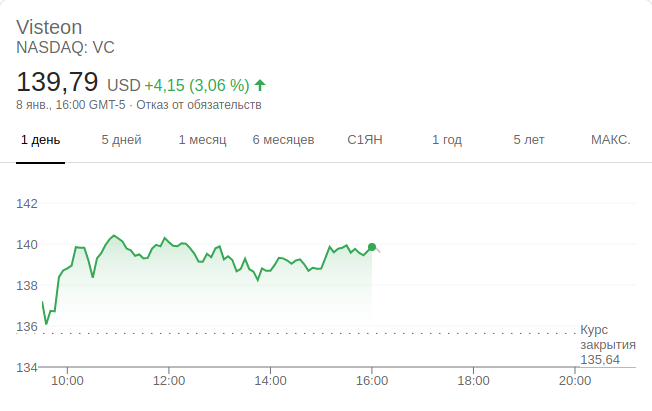 Visteon
NASDAQ: VC
139,79 USD +4,15 (3,06 %)
8 янв., 16:00 GMT-5 · Отказ от обязательств
1 день 5 дней 1 месяц 6 месяцев С1ЯН 1 год 5 лет МАКС.
142
140
138
136
Курс
закрытия
135,64
134
10:00 12:00 14:00 16:00 18:00 20:00